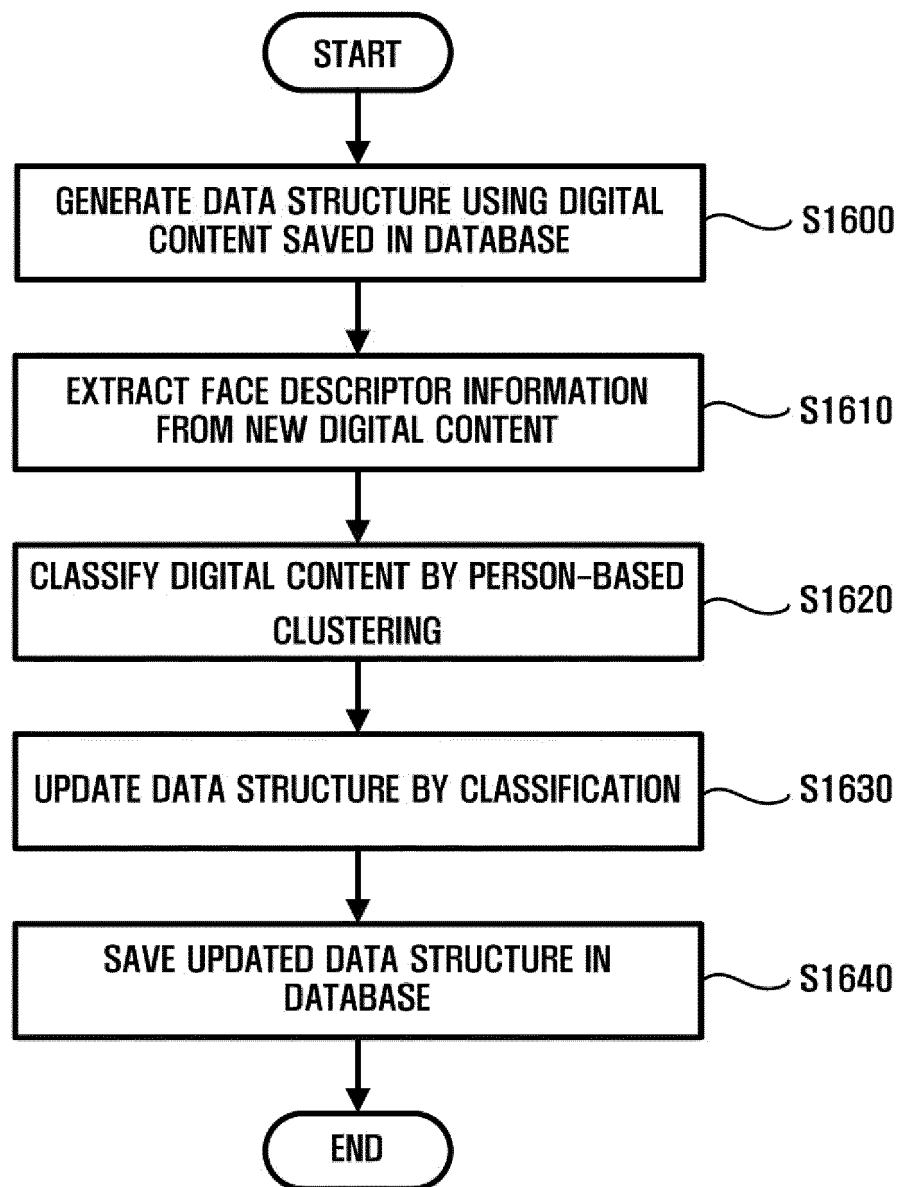 START
GENERATE DATA STRUCTURE USING DIGITAL
CONTENT SAVED IN DATABASE
S1600
EXTRACT FACE DESCRIPTOR INFORMATION
FROM NEW DIGITAL CONTENT
S1610
CLASSIFY DIGITAL CONTENT BY PERSON-BASED
CLUSTERING
S1620
UPDATE DATA STRUCTURE BY CLASSIFICATION
S1630
SAVE UPDATED DATA STRUCTURE IN
DATABASE
S1640
END